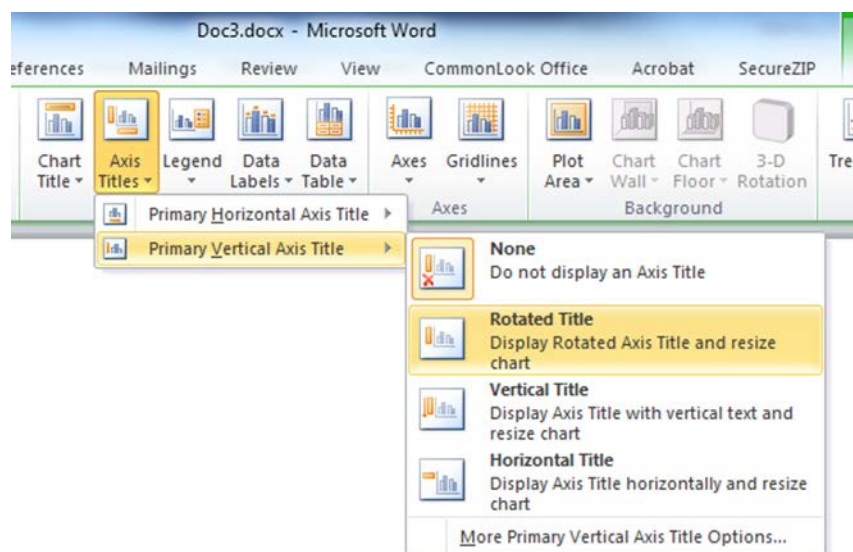 Doc3.docx - Microsoft Word
eferences Mailings Review View CommonLook Office Acrobat SecureZIP
Chart Title Axis Titles Legend Data Labels Data Table Axes Gridlines Plot Area Chart Wall Chart Floor 3-D Rotation Tre
Axes Background
Primary Horizontal Axis Title
Primary Vertical Axis Title
None
Do not display an Axis Title
Rotated Title
Display Rotated Axis Title and resize
chart
Vertical Title
Display Axis Title with vertical text and
resize chart
Horizontal Title
Display Axis Title horizontally and resize
chart
More Primary Vertical Axis Title Options...